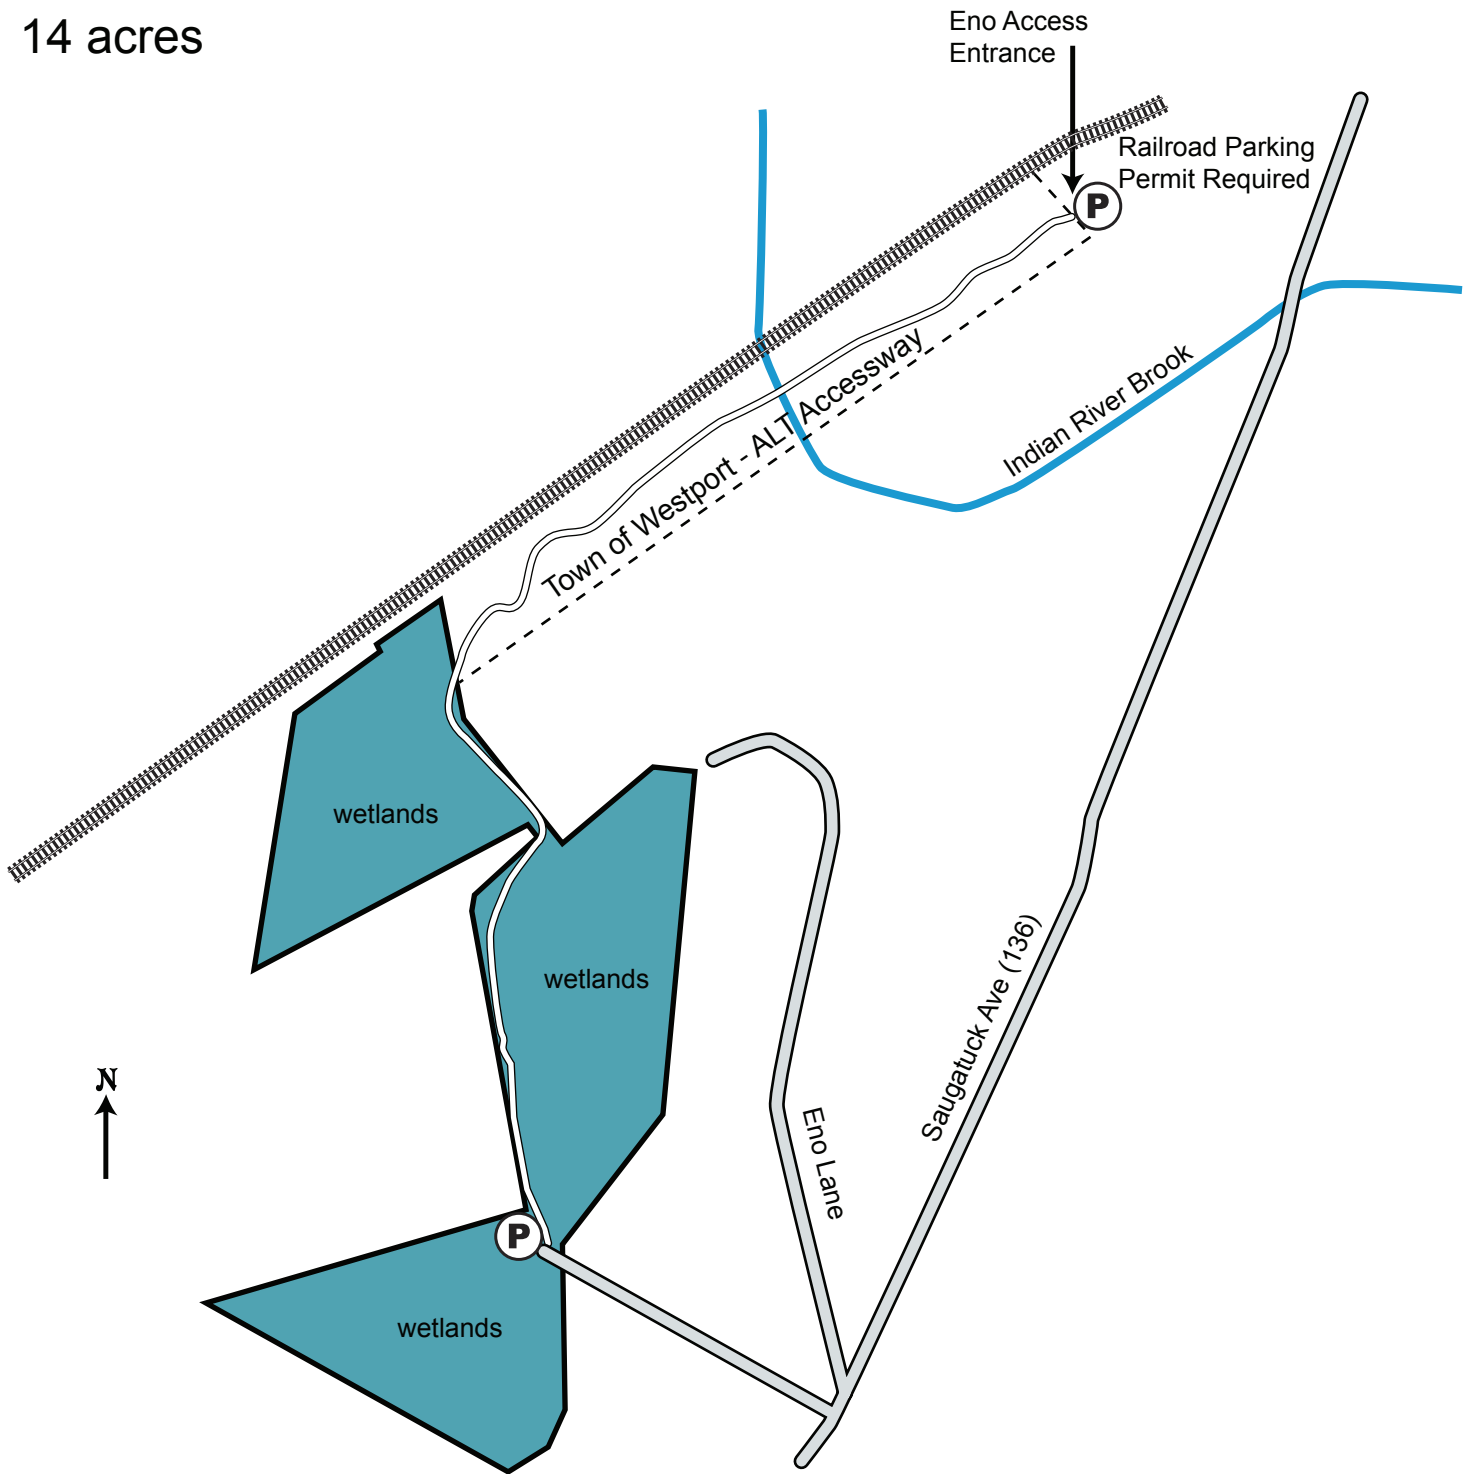 14 acres
Eno Access
Entrance
Railroad Parking
Permit Required
P
Town of Westport - ALT Accessway
Indian River Brook
wetlands
wetlands
Saugatuck Ave (136)
N
Eno Lane
P
wetlands